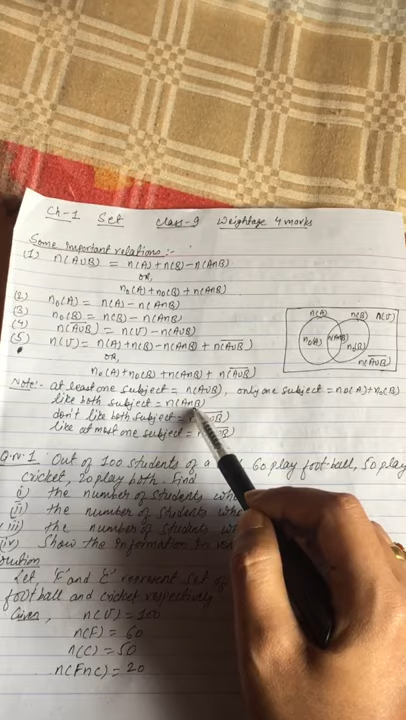 Ch-1 Set Class-9 Weightage 4 marks
Some important relations :-
(1) n(A∪B) = n(A) + n(B) - n(A∩B)
or,
n₀(A) + n₀(B) + n(A∩B)
(2) n₀(A) = n(A) - n(A∩B)
(3) n₀(B) = n(B) - n(A∩B)
(4) n(A̅∪̅B̅) = n(U) - n(A∪B)
(5) n(U) = n(A) + n(B) - n(A∩B) + n(A̅∪̅B̅)
or,
n₀(A) + n₀(B) + n(A∩B) + n(A̅∪̅B̅)
n(A) n(B) n(U)
n₀(A) n(A∩B) n₀(B)
n(A̅∪̅B̅)
Note:- at least one subject = n(A∪B), only one subject = n₀(A)+n₀(B)
like both subject = n(A∩B)
don't like both subject =
like at most one subject =
Q.N.1 Out of 100 students of a 60 play foot-ball, 50 play
cricket, 20 play both. Find
(i) the number of students
(ii) the number of students
(iii) the number of students
(iv) Show the information in
Let, 'F' and 'C' represent set of
football and cricket respectively
Given, n(U) = 100
n(F) = 60
n(C) = 50
n(F∩C) = 20